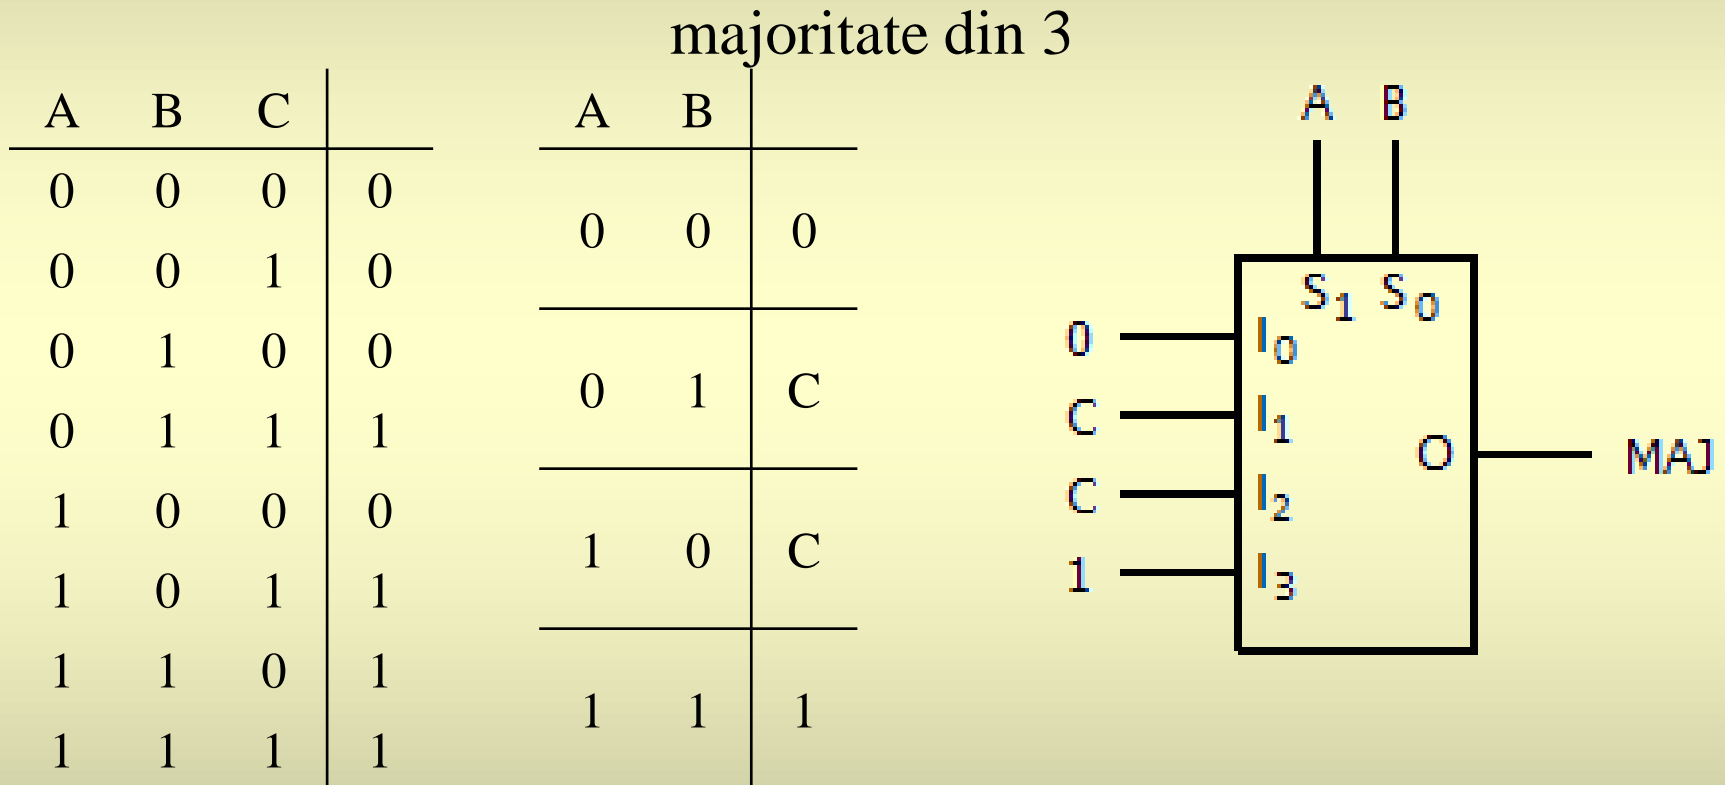 majoritate din 3
A B C
0 0 0 0
0 0 1 0
0 1 0 0
0 1 1 1
1 0 0 0
1 0 1 1
1 1 0 1
1 1 1 1
A B
0 0 0
0 1 C
1 0 C
1 1 1
A B
S1 S0
0 I0
C I1
C I2
1 I3
O MAJ